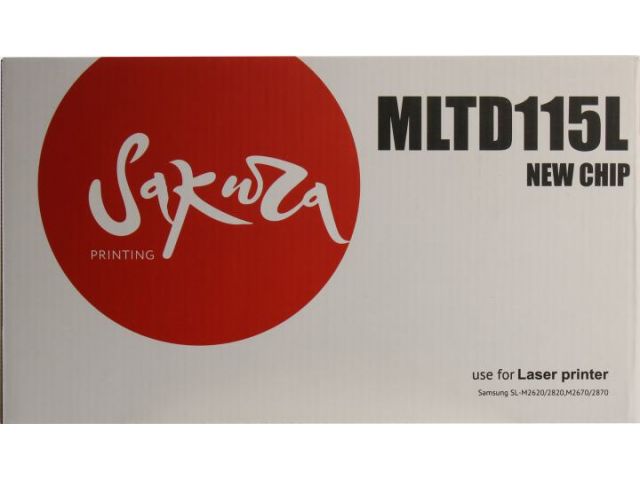 Sakura
PRINTING
MLTD115L
NEW CHIP
use for Laser printer
Samsung SL-M2620/2820,M2670/2870